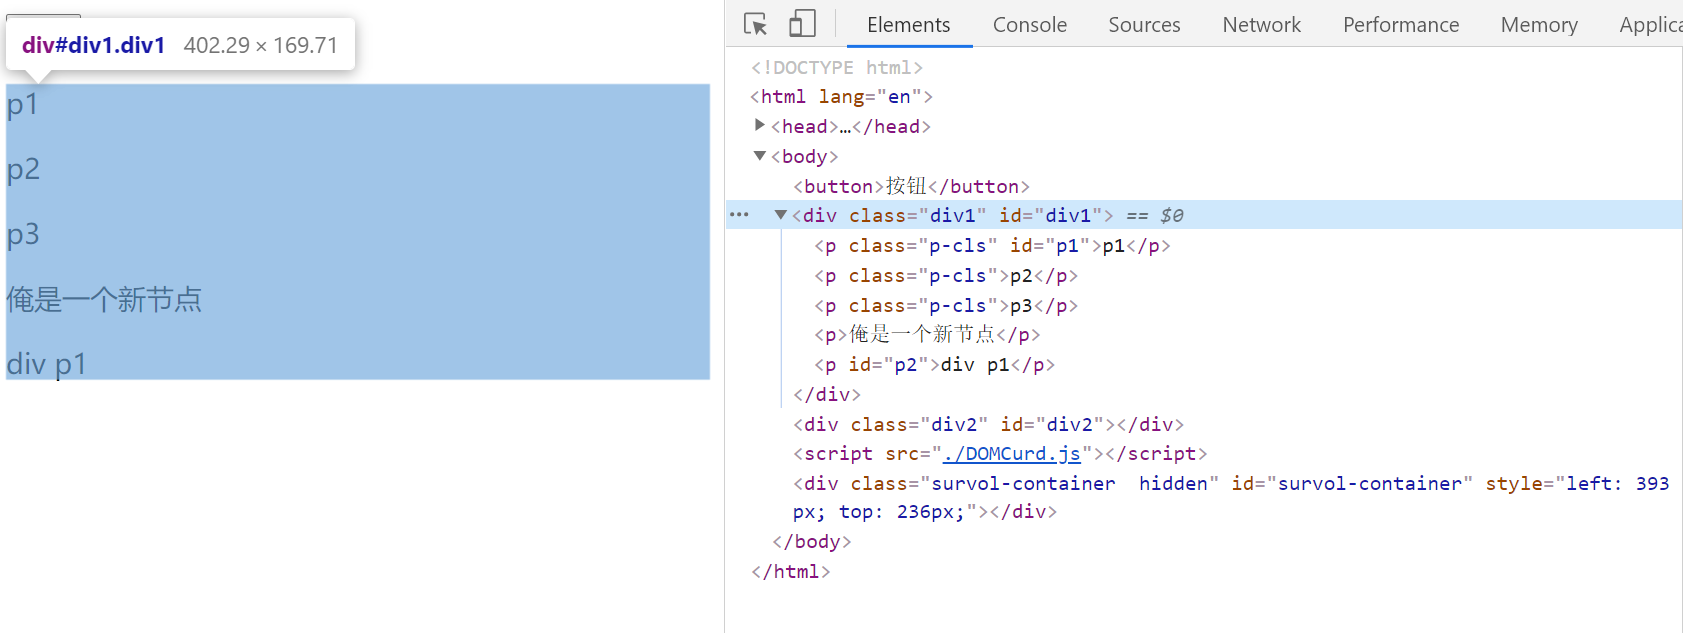 div#div1.div1 402.29 × 169.71
p1
p2
p3
俺是一个新节点
div p1
Elements Console Sources Network Performance Memory Applica
<!DOCTYPE html>
<html lang="en">
<head>…</head>
<body>
<button>按钮</button>
<div class="div1" id="div1"> == $0
<p class="p-cls" id="p1">p1</p>
<p class="p-cls">p2</p>
<p class="p-cls">p3</p>
<p>俺是一个新节点</p>
<p id="p2">div p1</p>
</div>
<div class="div2" id="div2"></div>
<script src="./DOMCurd.js"></script>
<div class="survol-container  hidden" id="survol-container" style="left: 393
px; top: 236px;"></div>
</body>
</html>